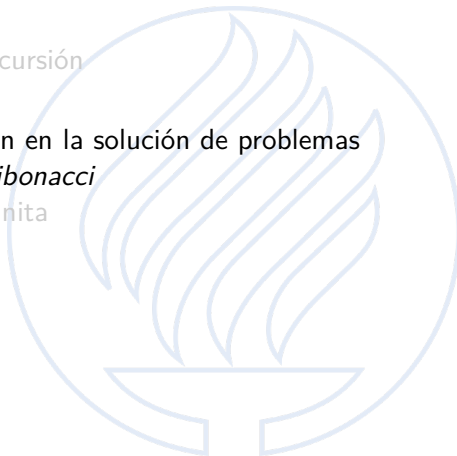 cursión
n en la solución de problemas
ibonacci
nita